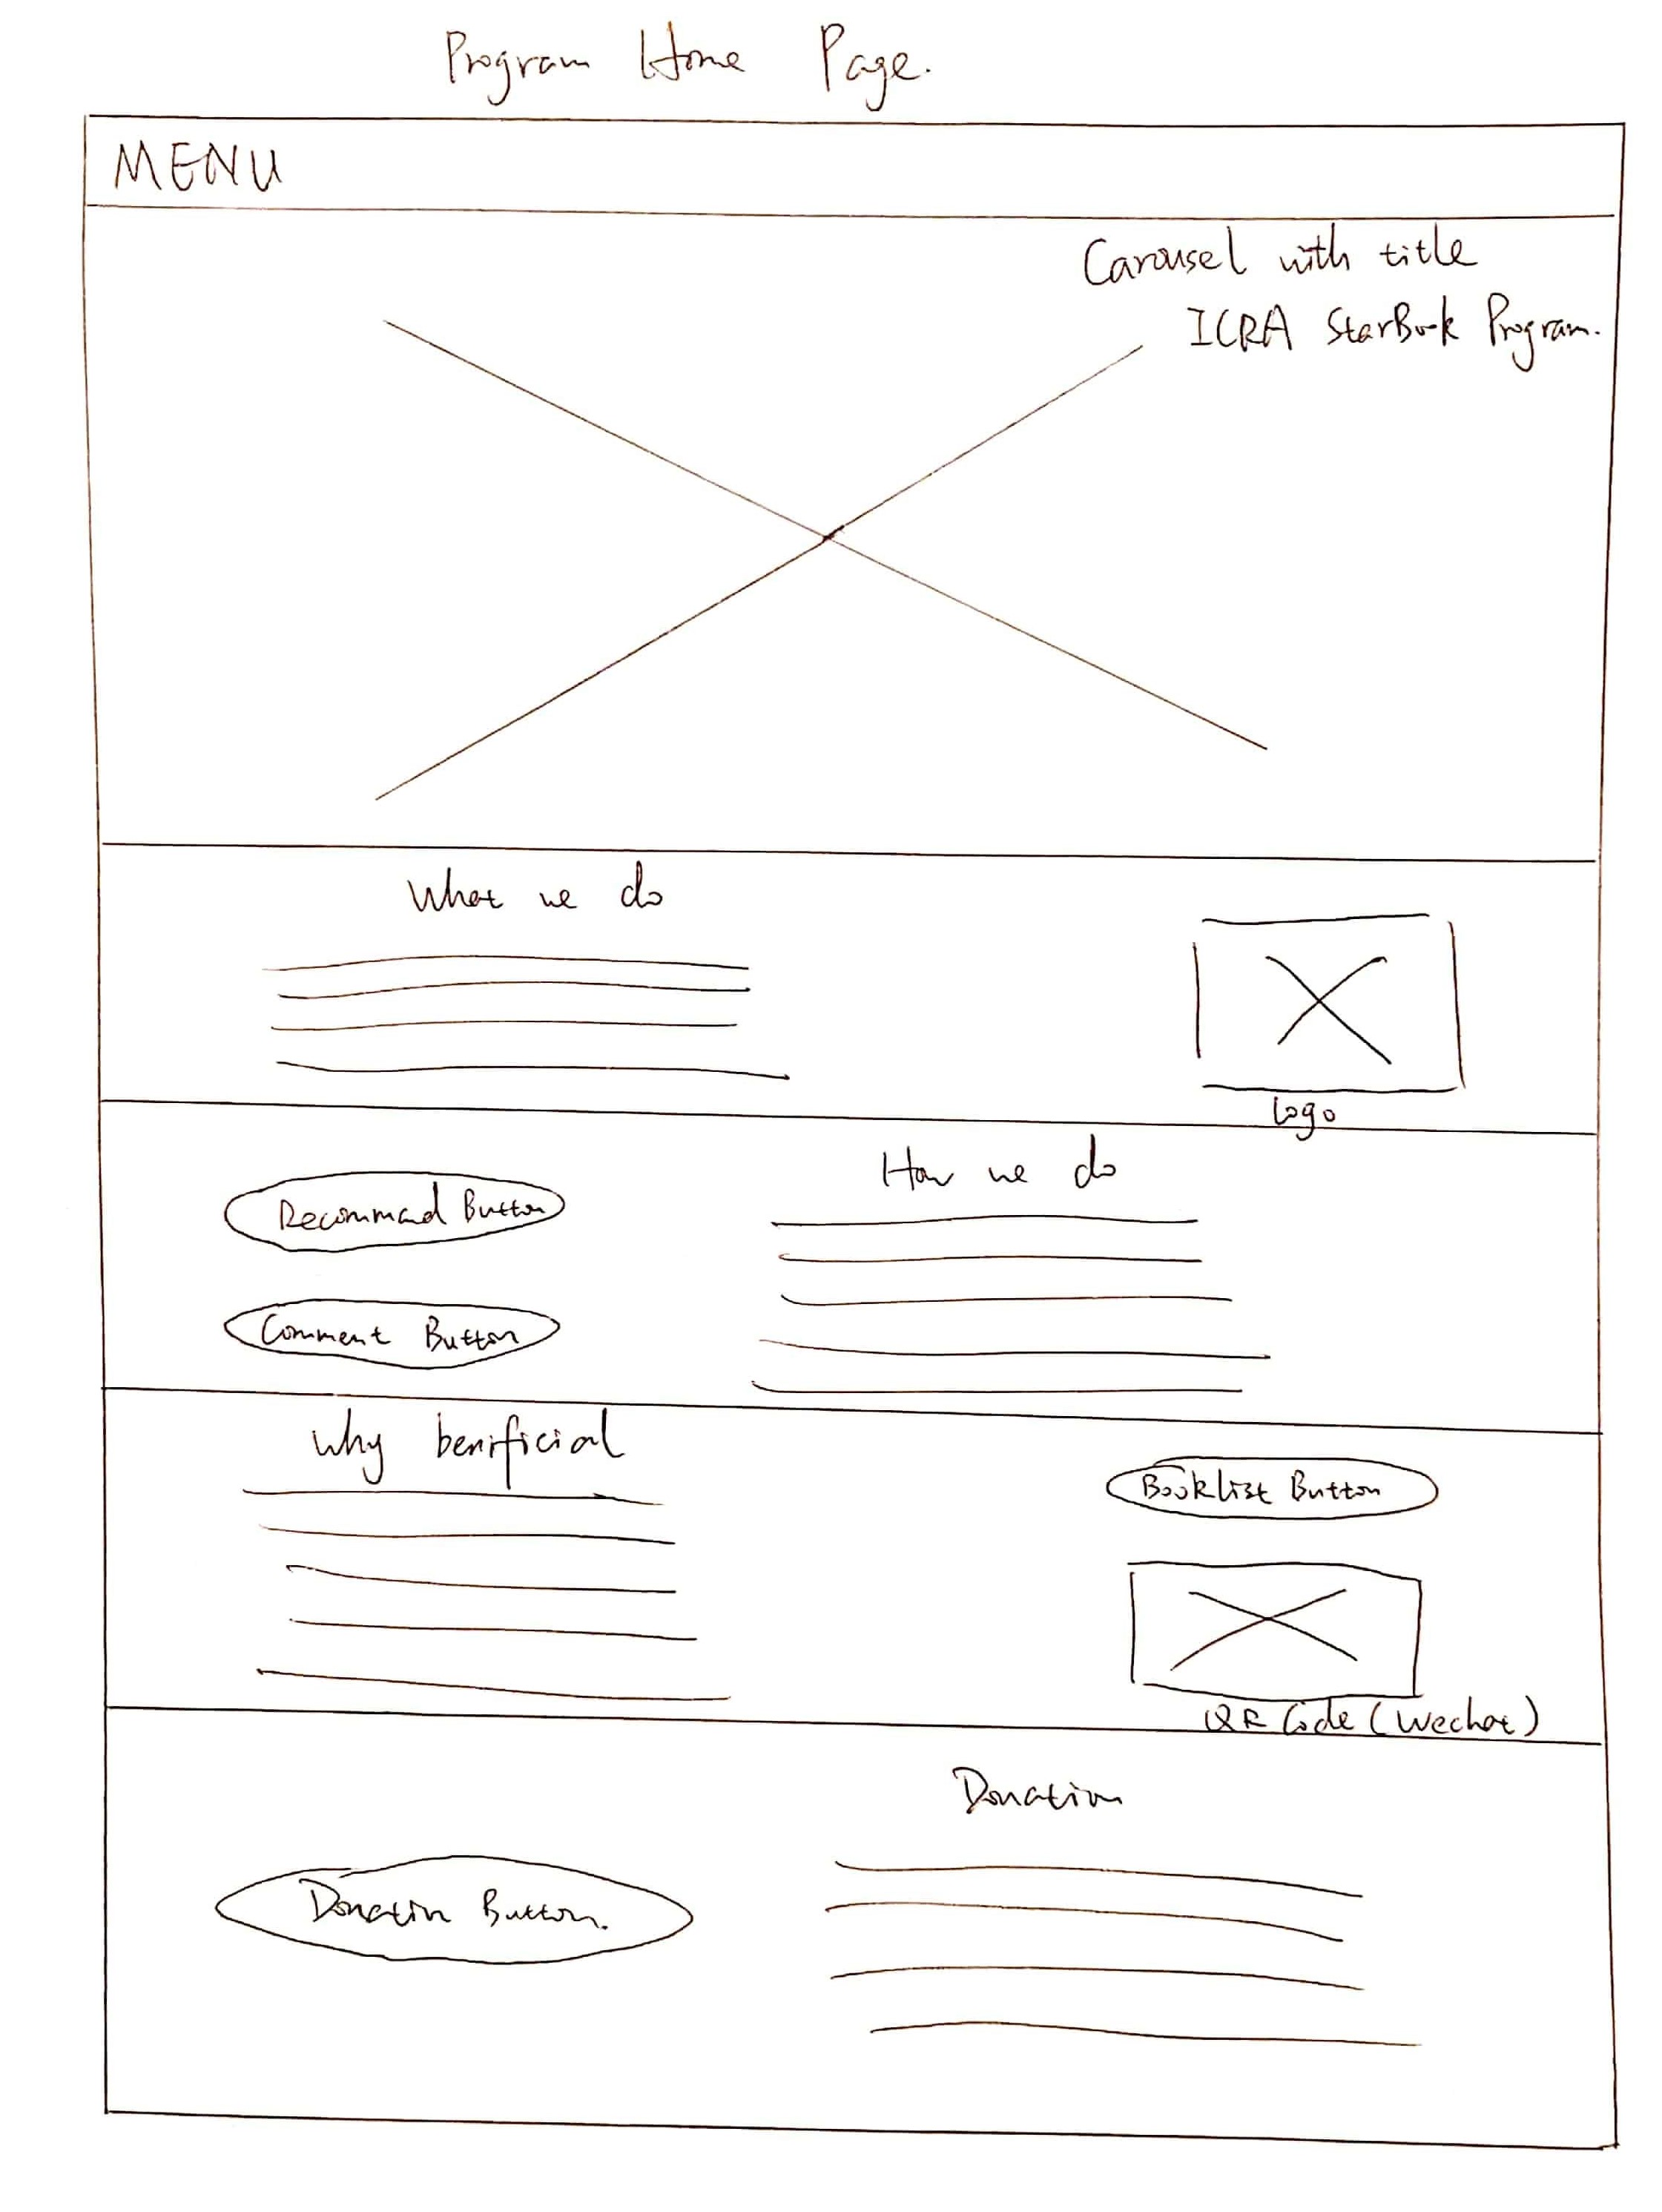 Program Home Page.
MENU
Carousel with title
ICRA StarBook Program.
What we do
Logo
How we do
Recommand Button
Comment Button
why benificial
Booklist Button
QR Code (Wechat)
Donation
Donation Button.